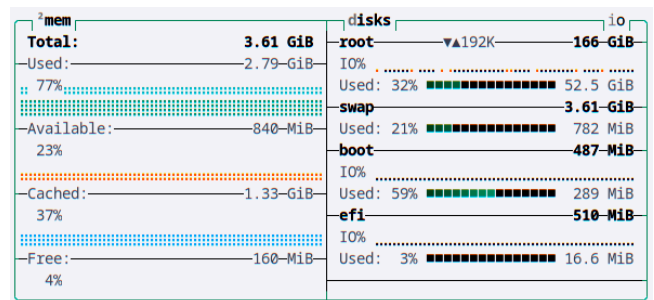 ²mem
Total: 3.61 GiB
Used: 2.79 GiB
77%
Available: 840 MiB
23%
Cached: 1.33 GiB
37%
Free: 160 MiB
4%
disks io
root ▼▲192K 166 GiB
IO%
Used: 32% 52.5 GiB
swap 3.61 GiB
Used: 21% 782 MiB
boot 487 MiB
IO%
Used: 59% 289 MiB
efi 510 MiB
IO%
Used: 3% 16.6 MiB